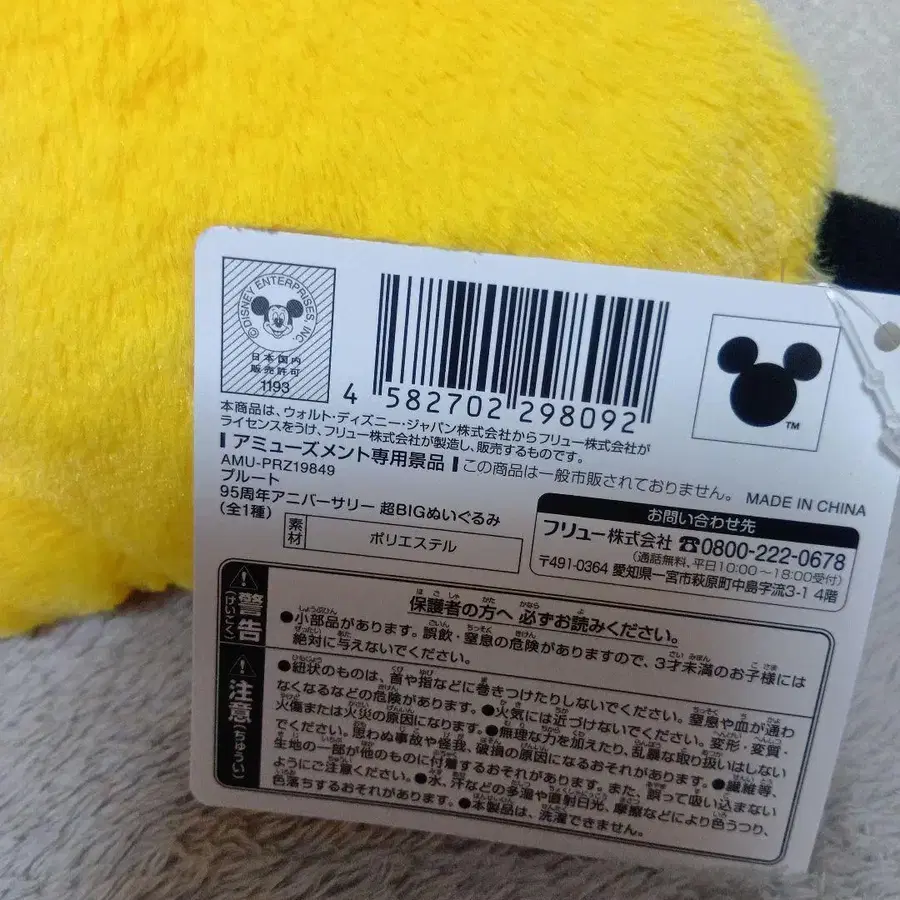 ©DISNEY ENTERPRISES, INC.
日本国内
販売許可
1193
4 582702 298092
TM
本商品は、ウォルト・ディズニー・ジャパン株式会社からフリュー株式会社が
ライセンスをうけ、フリュー株式会社が製造し、販売するものです。
アミューズメント専用景品 この商品は一般市販されておりません。 MADE IN CHINA
AMU-PRZ19849
プルート
95周年アニバーサリー 超BIGぬいぐるみ
(全1種)
素材 ポリエステル
お問い合わせ先
フリュー株式会社 ☎0800-222-0678
(通話無料、平日10:00~18:00受付)
〒491-0364 愛知県一宮市萩原町中島字流3-1 4階
警告(けいこく)
保護者の方へ 必ずお読みください。
●小部品があります。誤飲・窒息の危険がありますので、3才未満のお子様には
絶対に与えないでください。
注意(ちゅうい)
●紐状のものは、首や指などに巻きつけたりしないでください。窒息や血が通わ
なくなるなどの危険があります。●火気には近づけないでください。変形・変質・
火傷または火災の原因になります。●無理な力を加えたり、乱暴な取り扱いはしない
でください。思わぬ事故や怪我、破損の原因になるおそれがあります。●繊維等、
生地の一部が他のものに付着するおそれがあります。また、誤って吸い込まない
ようにご注意ください。●水、汗などの多湿や直射日光、摩擦などにより色うつり、
色落ちするおそれがあります。●本製品は、洗濯できません。